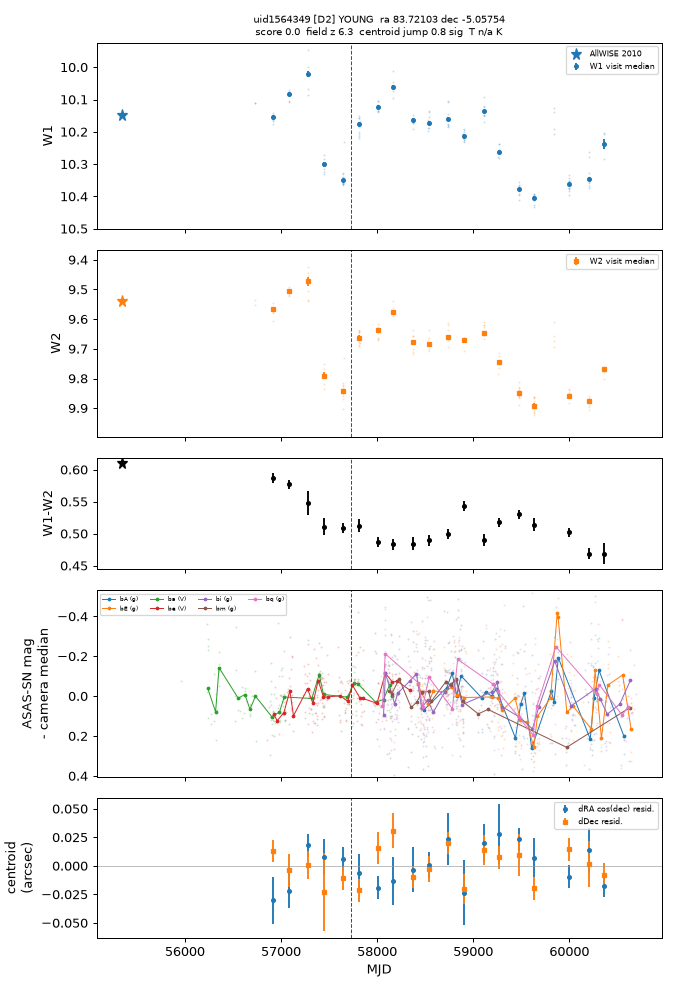 uid1564349 [D2] YOUNG  ra 83.72103 dec -5.05754
score 0.0  field z 6.3  centroid jump 0.8 sig  T n/a K
AllWISE 2010
W1 visit median
10.0
10.1
10.2
10.3
10.4
10.5
W1
W2 visit median
9.4
9.5
9.6
9.7
9.8
9.9
W2
0.60
0.55
0.50
0.45
W1-W2
bA (g)
bE (g)
ba (V)
be (V)
bi (g)
bm (g)
bq (g)
−0.4
−0.2
0.0
0.2
0.4
ASAS-SN mag
- camera median
dRA cos(dec) resid.
dDec resid.
0.050
0.025
0.000
−0.025
−0.050
centroid
(arcsec)
56000 57000 58000 59000 60000
MJD